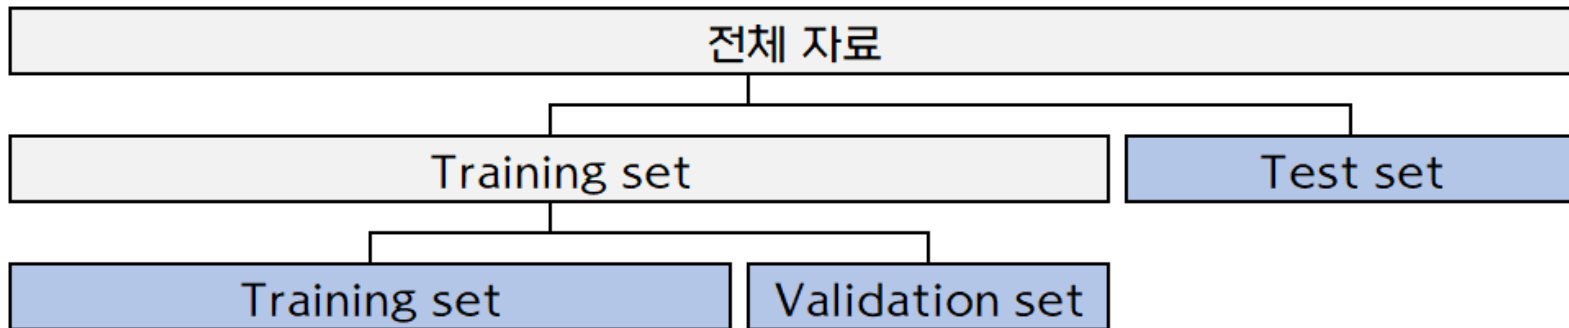 전체 자료
Training set
Test set
Training set
Validation set